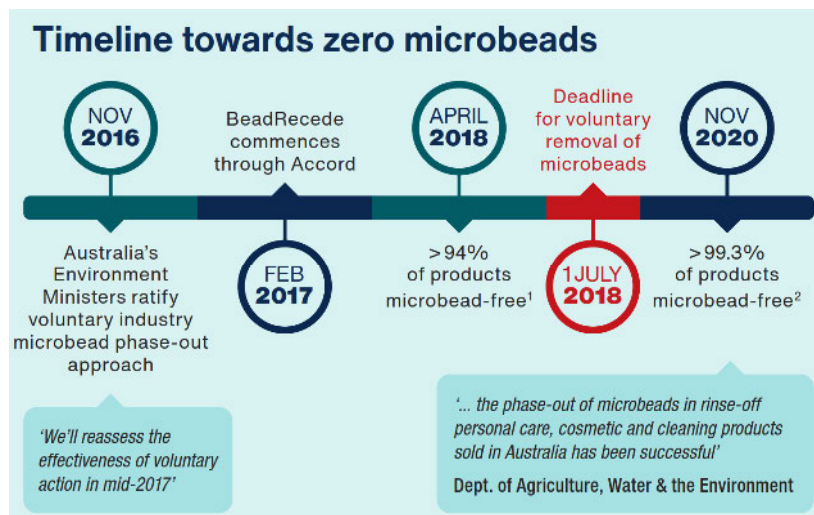 Timeline towards zero microbeads
NOV
2016
Australia's
Environment
Ministers ratify
voluntary industry
microbead phase-out
approach
'We'll reassess the
effectiveness of voluntary
action in mid-2017'
BeadRecede
commences
through Accord
FEB
2017
APRIL
2018
>94%
of products
microbead-free¹
Deadline
for voluntary
removal of
microbeads
1JULY
2018
NOV
2020
>99.3%
of products
microbead-free²
'... the phase-out of microbeads in rinse-off
personal care, cosmetic and cleaning products
sold in Australia has been successful'
Dept. of Agriculture, Water & the Environment